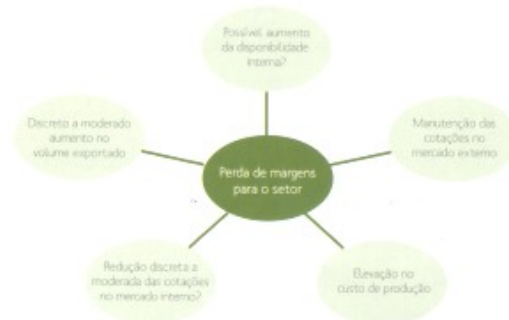 Possível aumento
da disponibilidade
interna?
Discreto a moderado
aumento no
volume exportado
Manutenção das
cotações no
mercado externo
Perda de margens
para o setor
Redução discreta a
moderada das cotações
no mercado interno?
Elevação no
custo de produção